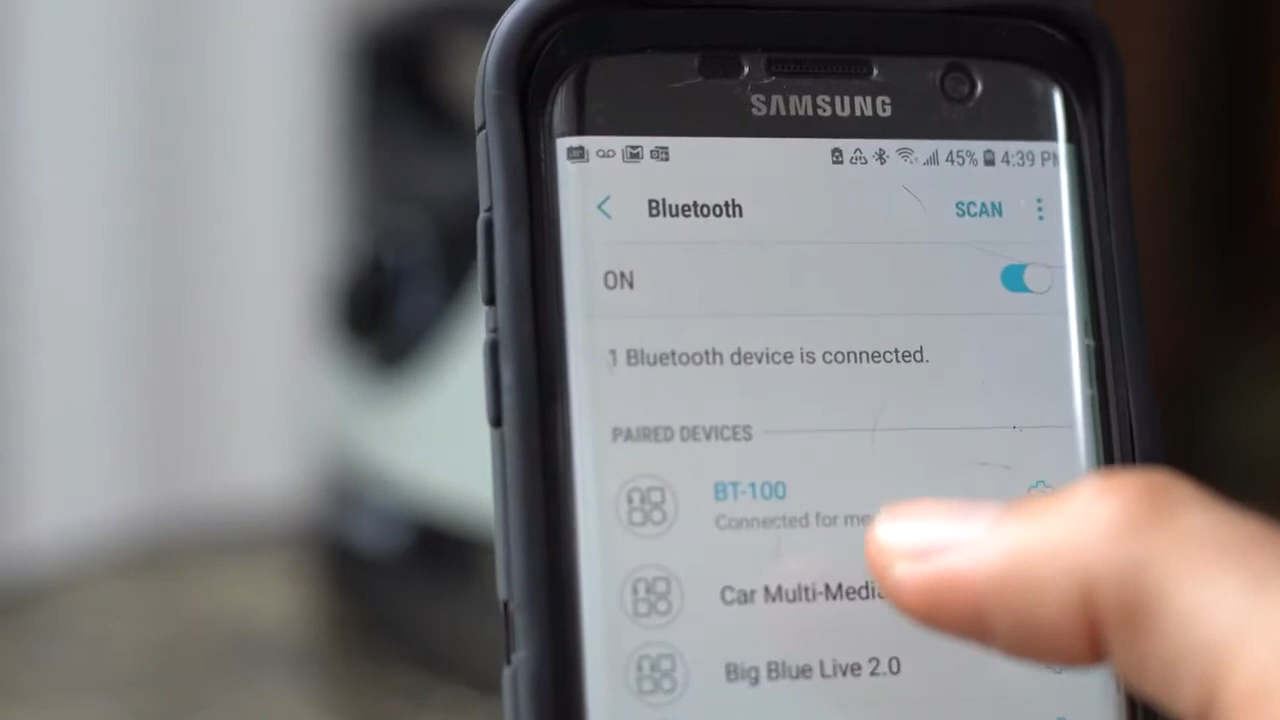 SAMSUNG
45% 4:39 PM
Bluetooth SCAN
ON
1 Bluetooth device is connected.
PAIRED DEVICES
BT-100
Connected for me
Car Multi-Media
Big Blue Live 2.0